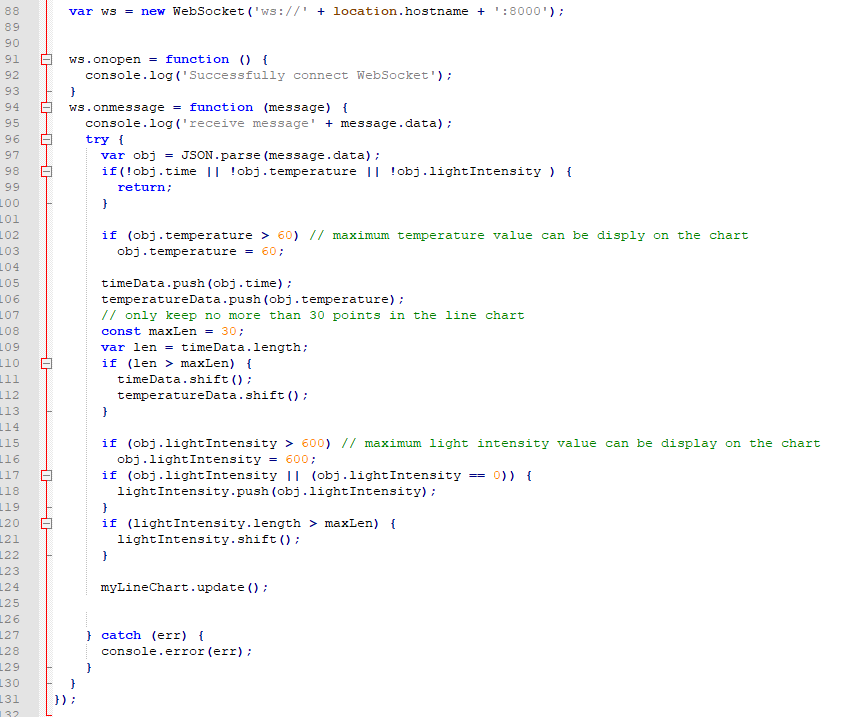 88 var ws = new WebSocket('ws://' + location.hostname + ':8000');
89
90
91 ws.onopen = function () {
92 console.log('Successfully connect WebSocket');
93 }
94 ws.onmessage = function (message) {
95 console.log('receive message' + message.data);
96 try {
97 var obj = JSON.parse(message.data);
98 if(!obj.time || !obj.temperature || !obj.lightIntensity ) {
99 return;
100 }
101
102 if (obj.temperature > 60) // maximum temperature value can be disply on the chart
103 obj.temperature = 60;
104
105 timeData.push(obj.time);
106 temperatureData.push(obj.temperature);
107 // only keep no more than 30 points in the line chart
108 const maxLen = 30;
109 var len = timeData.length;
110 if (len > maxLen) {
111 timeData.shift();
112 temperatureData.shift();
113 }
114
115 if (obj.lightIntensity > 600) // maximum light intensity value can be display on the chart
116 obj.lightIntensity = 600;
117 if (obj.lightIntensity || (obj.lightIntensity == 0)) {
118 lightIntensity.push(obj.lightIntensity);
119 }
120 if (lightIntensity.length > maxLen) {
121 lightIntensity.shift();
122 }
123
124 myLineChart.update();
125
126
127 } catch (err) {
128 console.error(err);
129 }
130 }
131 });
132